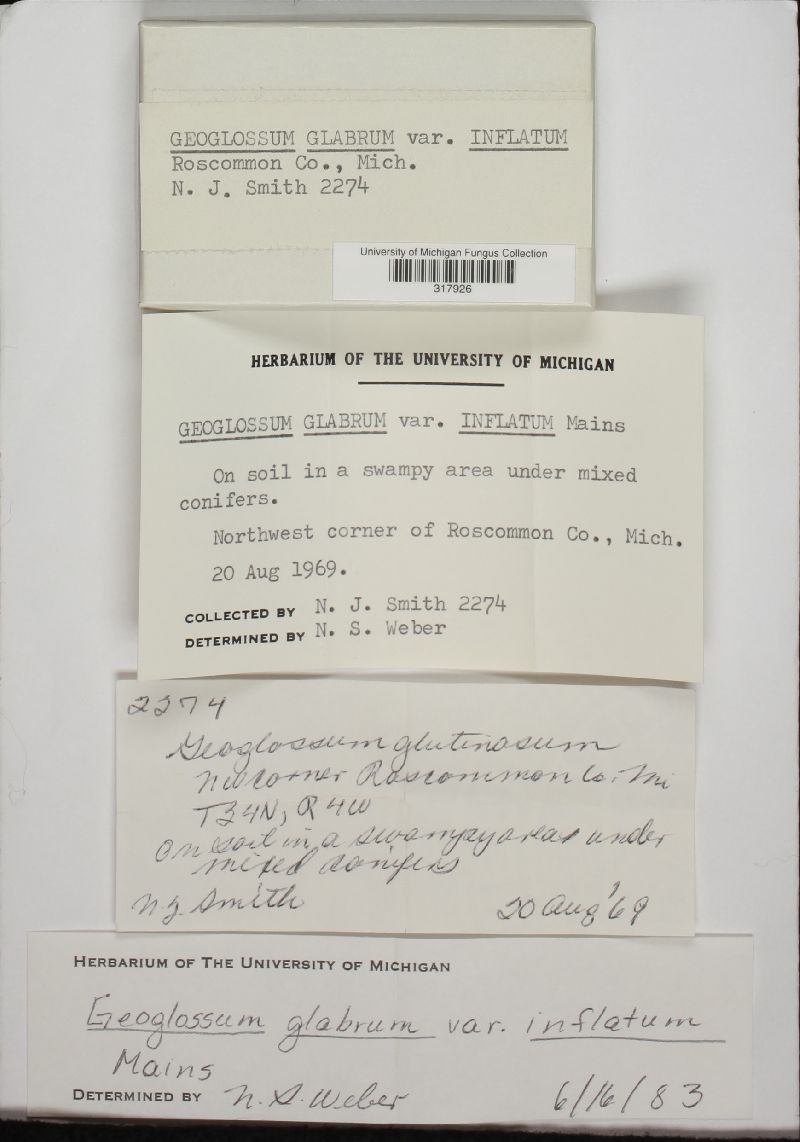 GEOGLOSSUM GLABRUM var. INFLATUM
Roscommon Co., Mich.
N. J. Smith 2274
University of Michigan Fungus Collection
317926
HERBARIUM OF THE UNIVERSITY OF MICHIGAN
GEOGLOSSUM GLABRUM var. INFLATUM Mains
On soil in a swampy area under mixed
conifers.
Northwest corner of Roscommon Co., Mich.
20 Aug 1969.
COLLECTED BY N. J. Smith 2274
DETERMINED BY N. S. Weber
2274
Geoglossum glutinosum
NW corner Roscommon Co. Mi
T24N, R4W
On soil in a swampy area under
mixed conifers
N.J. Smith 20 Aug '69
HERBARIUM OF THE UNIVERSITY OF MICHIGAN
Geoglossum glabrum var. inflatum
Mains
DETERMINED BY N. S. Weber 6/16/83